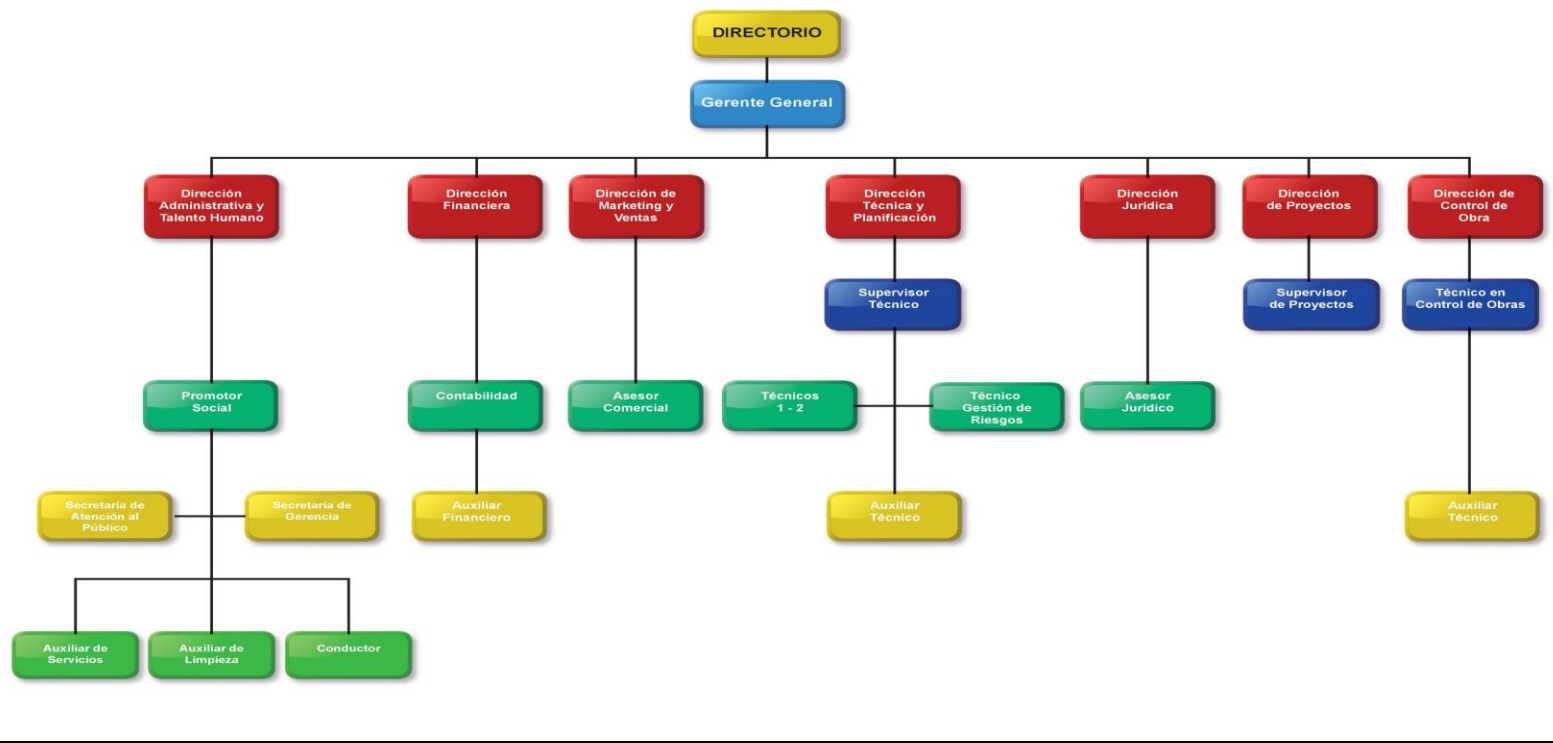 DIRECTORIO
Gerente General
Dirección
Administrativa y
Talento Humano
Dirección
Financiera
Dirección de
Marketing y
Ventas
Dirección
Técnica y
Planificación
Dirección
Jurídica
Dirección
de Proyectos
Dirección de
Control de
Obra
Supervisor
Técnico
Supervisor
de Proyectos
Técnico en
Control de Obras
Promotor
Social
Contabilidad
Asesor
Comercial
Técnicos
1 - 2
Técnico
Gestión de
Riesgos
Asesor
Jurídico
Secretaría de
Atención al
Público
Secretaría de
Gerencia
Auxiliar
Financiero
Auxiliar
Técnico
Auxiliar
Técnico
Auxiliar de
Servicios
Auxiliar de
Limpieza
Conductor